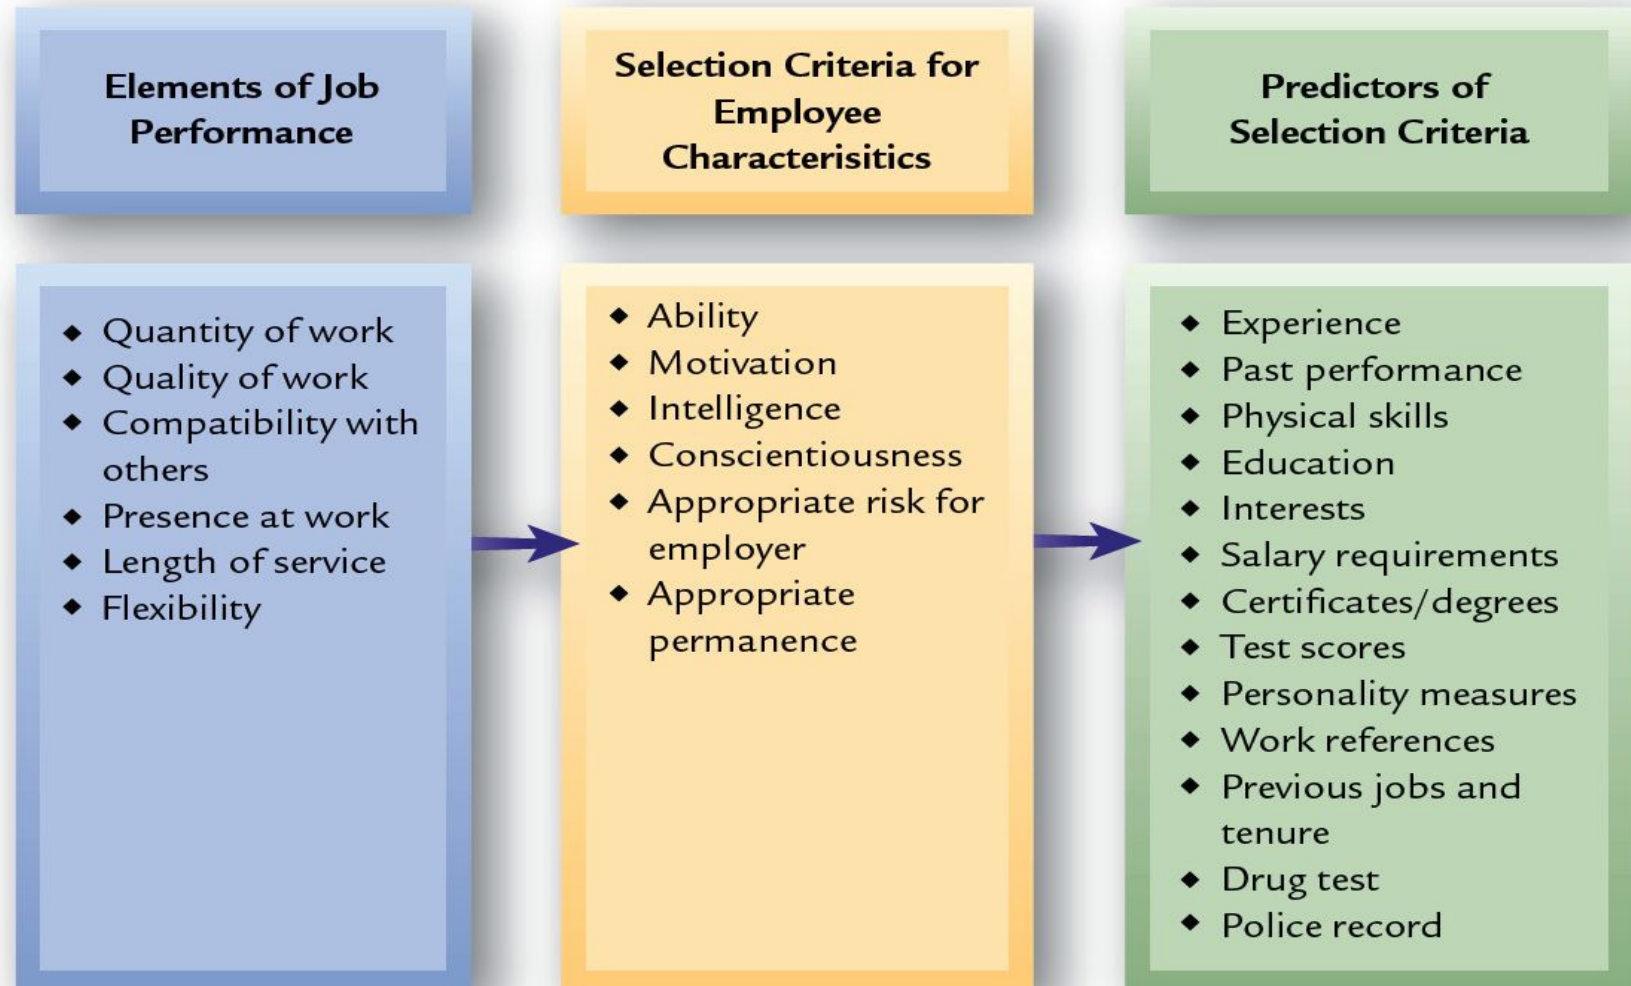 Elements of Job
Performance
Selection Criteria for
Employee
Characterisitics
Predictors of
Selection Criteria
◆ Quantity of work
◆ Quality of work
◆ Compatibility with
others
◆ Presence at work
◆ Length of service
◆ Flexibility
◆ Ability
◆ Motivation
◆ Intelligence
◆ Conscientiousness
◆ Appropriate risk for
employer
◆ Appropriate
permanence
◆ Experience
◆ Past performance
◆ Physical skills
◆ Education
◆ Interests
◆ Salary requirements
◆ Certificates/degrees
◆ Test scores
◆ Personality measures
◆ Work references
◆ Previous jobs and
tenure
◆ Drug test
◆ Police record